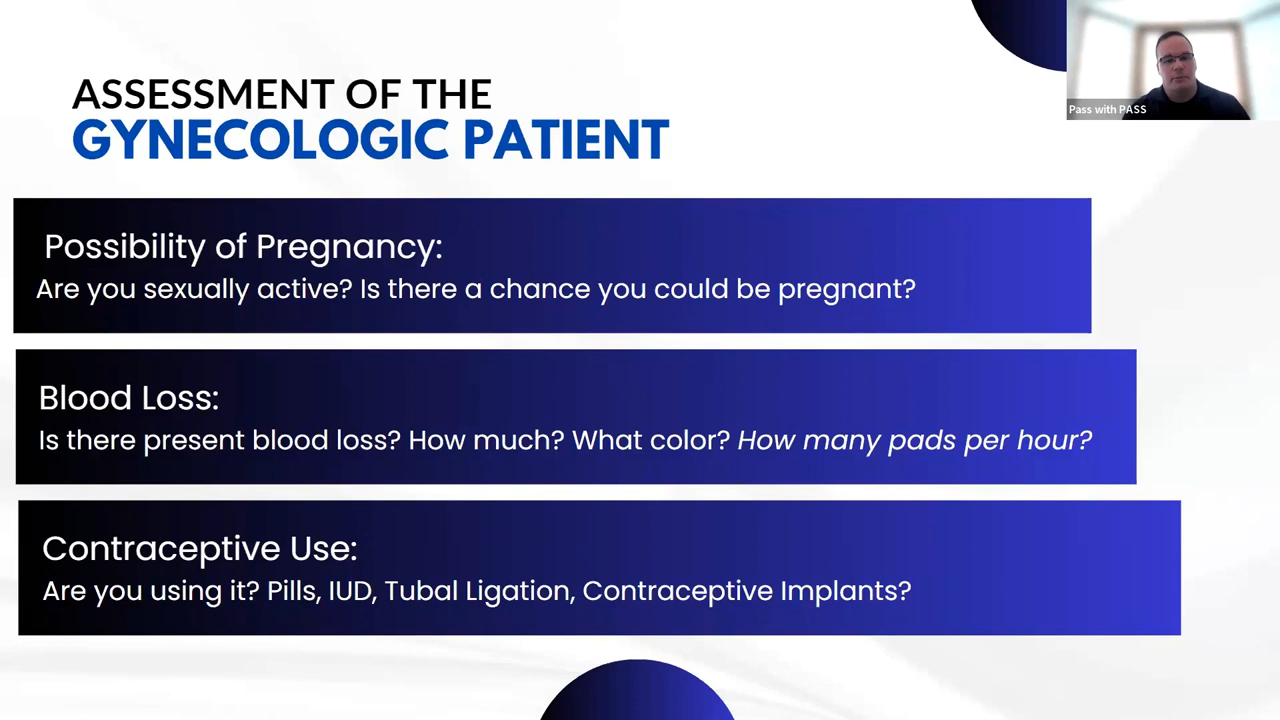 ASSESSMENT OF THE
GYNECOLOGIC PATIENT
Pass with PASS
Possibility of Pregnancy:
Are you sexually active? Is there a chance you could be pregnant?
Blood Loss:
Is there present blood loss? How much? What color? How many pads per hour?
Contraceptive Use:
Are you using it? Pills, IUD, Tubal Ligation, Contraceptive Implants?